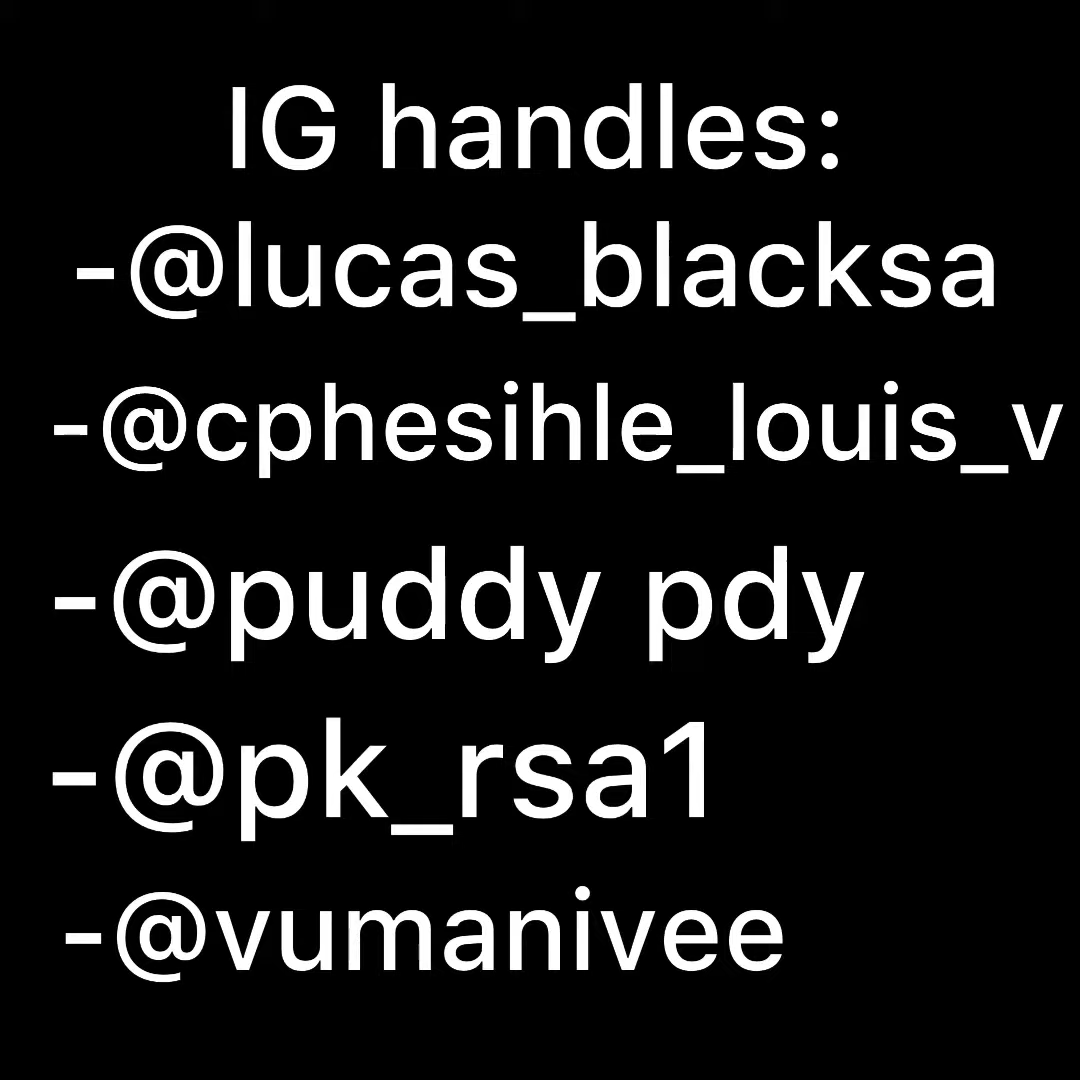 IG handles:
-@lucas_blacksa
-@cphesihle_louis_v
-@puddy pdy
-@pk_rsa1
-@vumanivee